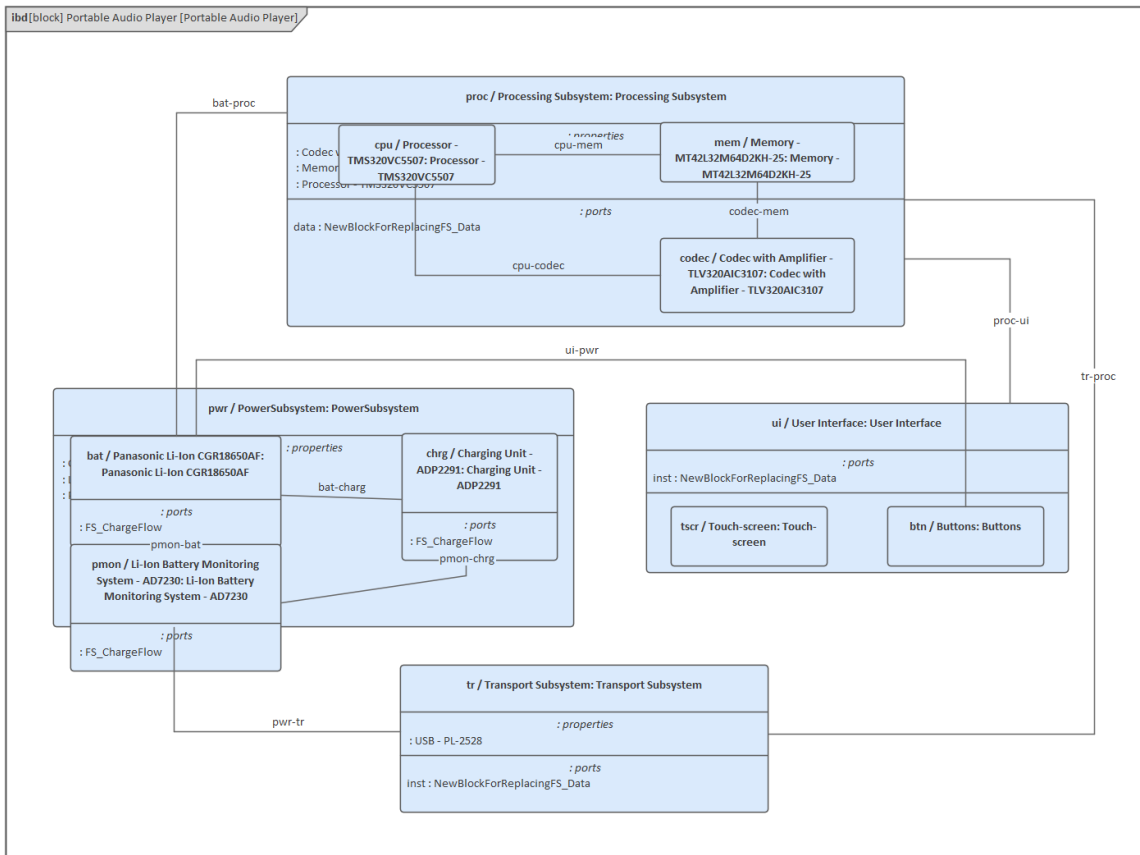 ibd [block] Portable Audio Player [Portable Audio Player]
proc / Processing Subsystem: Processing Subsystem
bat-proc
: properties
cpu / Processor -
TMS320VC5507: Processor -
TMS320VC5507
cpu-mem
mem / Memory -
MT42L32M64D2KH-25: Memory -
MT42L32M64D2KH-25
: Codec
: Memor
: Processor - TMS320VC5507
: ports
data : NewBlockForReplacingFS_Data
codec-mem
cpu-codec
codec / Codec with Amplifier -
TLV320AIC3107: Codec with
Amplifier - TLV320AIC3107
proc-ui
ui-pwr
tr-proc
pwr / PowerSubsystem: PowerSubsystem
: properties
bat / Panasonic Li-Ion CGR18650AF:
Panasonic Li-Ion CGR18650AF
bat-charg
chrg / Charging Unit -
ADP2291: Charging Unit -
ADP2291
: ports
: FS_ChargeFlow
: ports
: FS_ChargeFlow
pmon-bat
pmon-chrg
pmon / Li-Ion Battery Monitoring
System - AD7230: Li-Ion Battery
Monitoring System - AD7230
: ports
: FS_ChargeFlow
ui / User Interface: User Interface
: ports
inst : NewBlockForReplacingFS_Data
tscr / Touch-screen: Touch-
screen
btn / Buttons: Buttons
pwr-tr
tr / Transport Subsystem: Transport Subsystem
: properties
: USB - PL-2528
: ports
inst : NewBlockForReplacingFS_Data